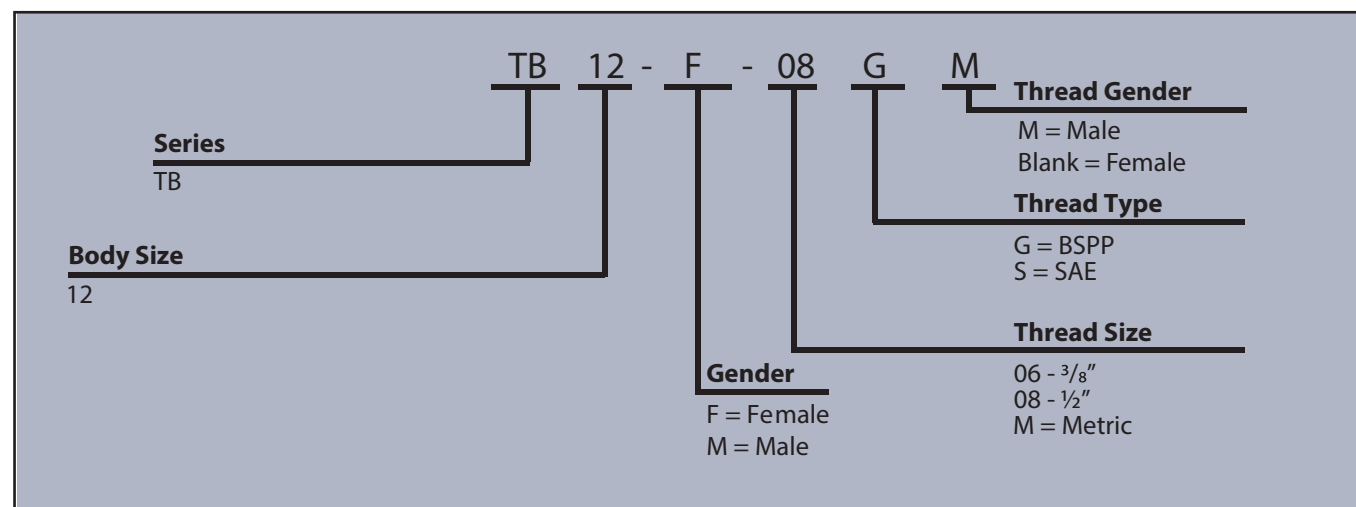 TB 12 - F - 08 G M
Thread Gender
M = Male
Blank = Female
Series
TB
Thread Type
G = BSPP
S = SAE
Body Size
12
Thread Size
06 - ³/₈″
08 - ½″
M = Metric
Gender
F = Female
M = Male